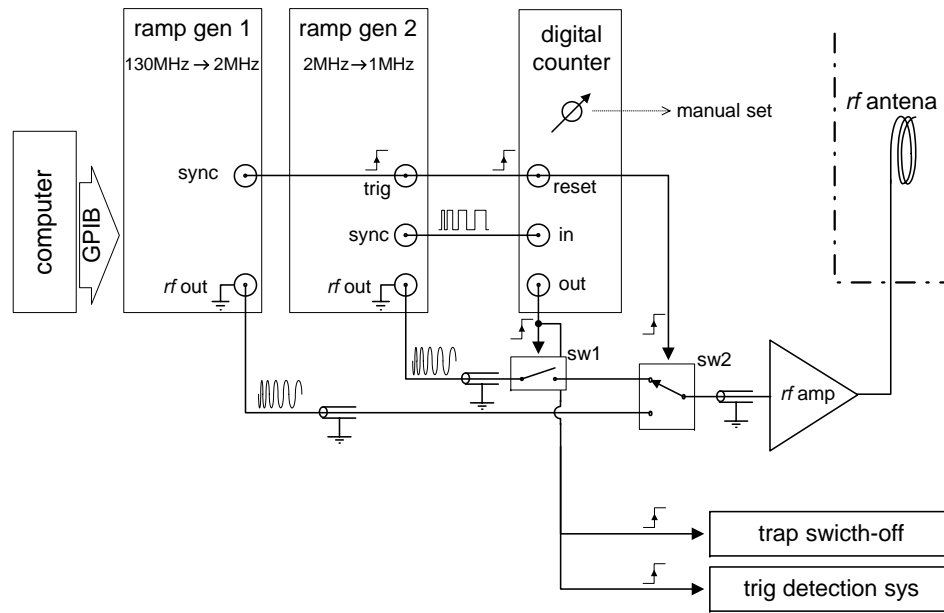 ramp gen 1
130MHz→2MHz
ramp gen 2
2MHz→1MHz
digital
counter
manual set
rf antena
computer
GPIB
sync
trig
reset
sync
in
rf out
rf out
out
sw1
sw2
rf amp
trap swicth-off
trig detection sys